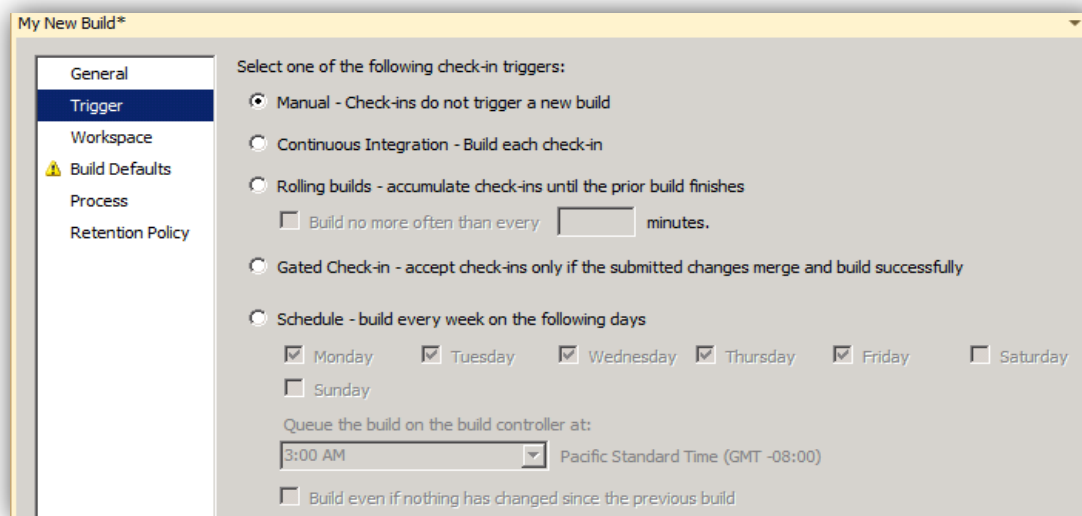 My New Build*
General
Trigger
Workspace
Build Defaults
Process
Retention Policy
Select one of the following check-in triggers:
Manual - Check-ins do not trigger a new build
Continuous Integration - Build each check-in
Rolling builds - accumulate check-ins until the prior build finishes
Build no more often than every minutes.
Gated Check-in - accept check-ins only if the submitted changes merge and build successfully
Schedule - build every week on the following days
Monday Tuesday Wednesday Thursday Friday Saturday
Sunday
Queue the build on the build controller at:
3:00 AM Pacific Standard Time (GMT -08:00)
Build even if nothing has changed since the previous build